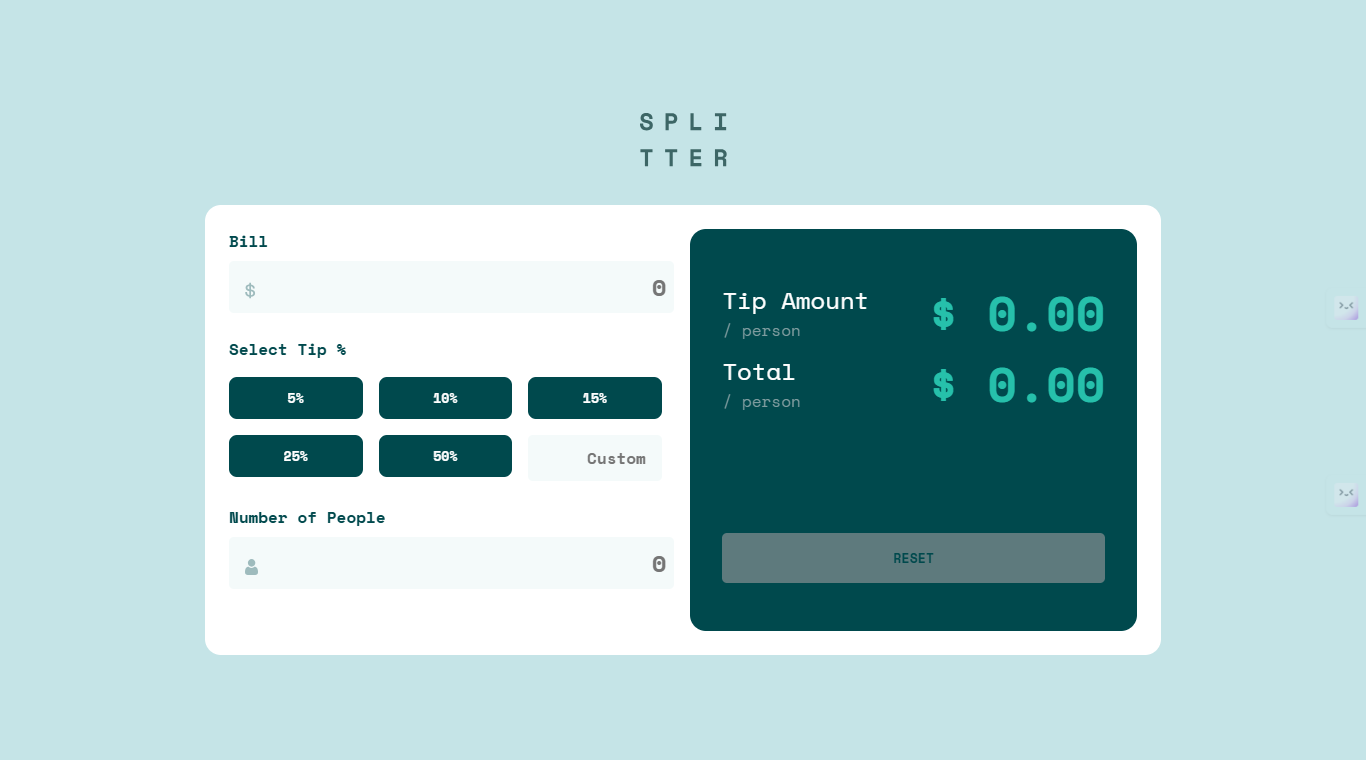 SPLI
TTER
Bill
$ 0
Select Tip %
5% 10% 15%
25% 50% Custom
Number of People
0
Tip Amount
/ person
$ 0.00
Total
/ person
$ 0.00
RESET